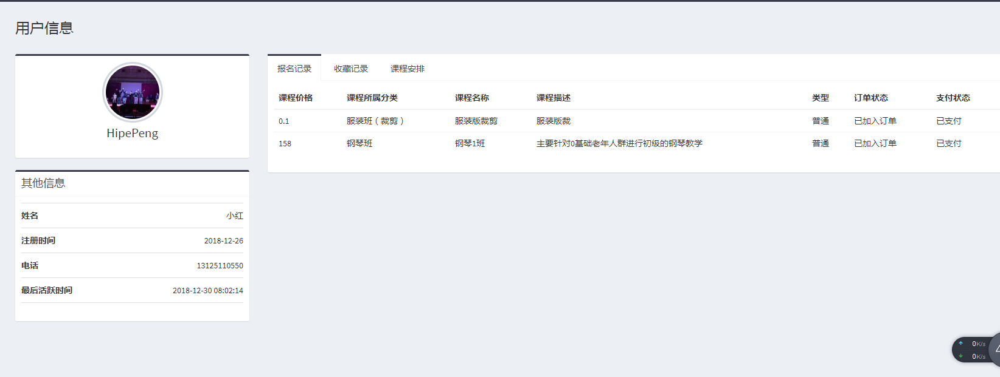 用户信息
HipePeng
其他信息
姓名 小红
注册时间 2018-12-26
电话 13125110550
最后活跃时间 2018-12-30 08:02:14
报名记录 收藏记录 课程安排
课程价格 课程所属分类 课程名称 课程描述 类型 订单状态 支付状态
0.1 服装班（裁剪） 服装版裁剪 服装版裁 普通 已加入订单 已支付
158 钢琴班 钢琴1班 主要针对0基础老年人群进行初级的钢琴教学 普通 已加入订单 已支付
0K/s
0K/s